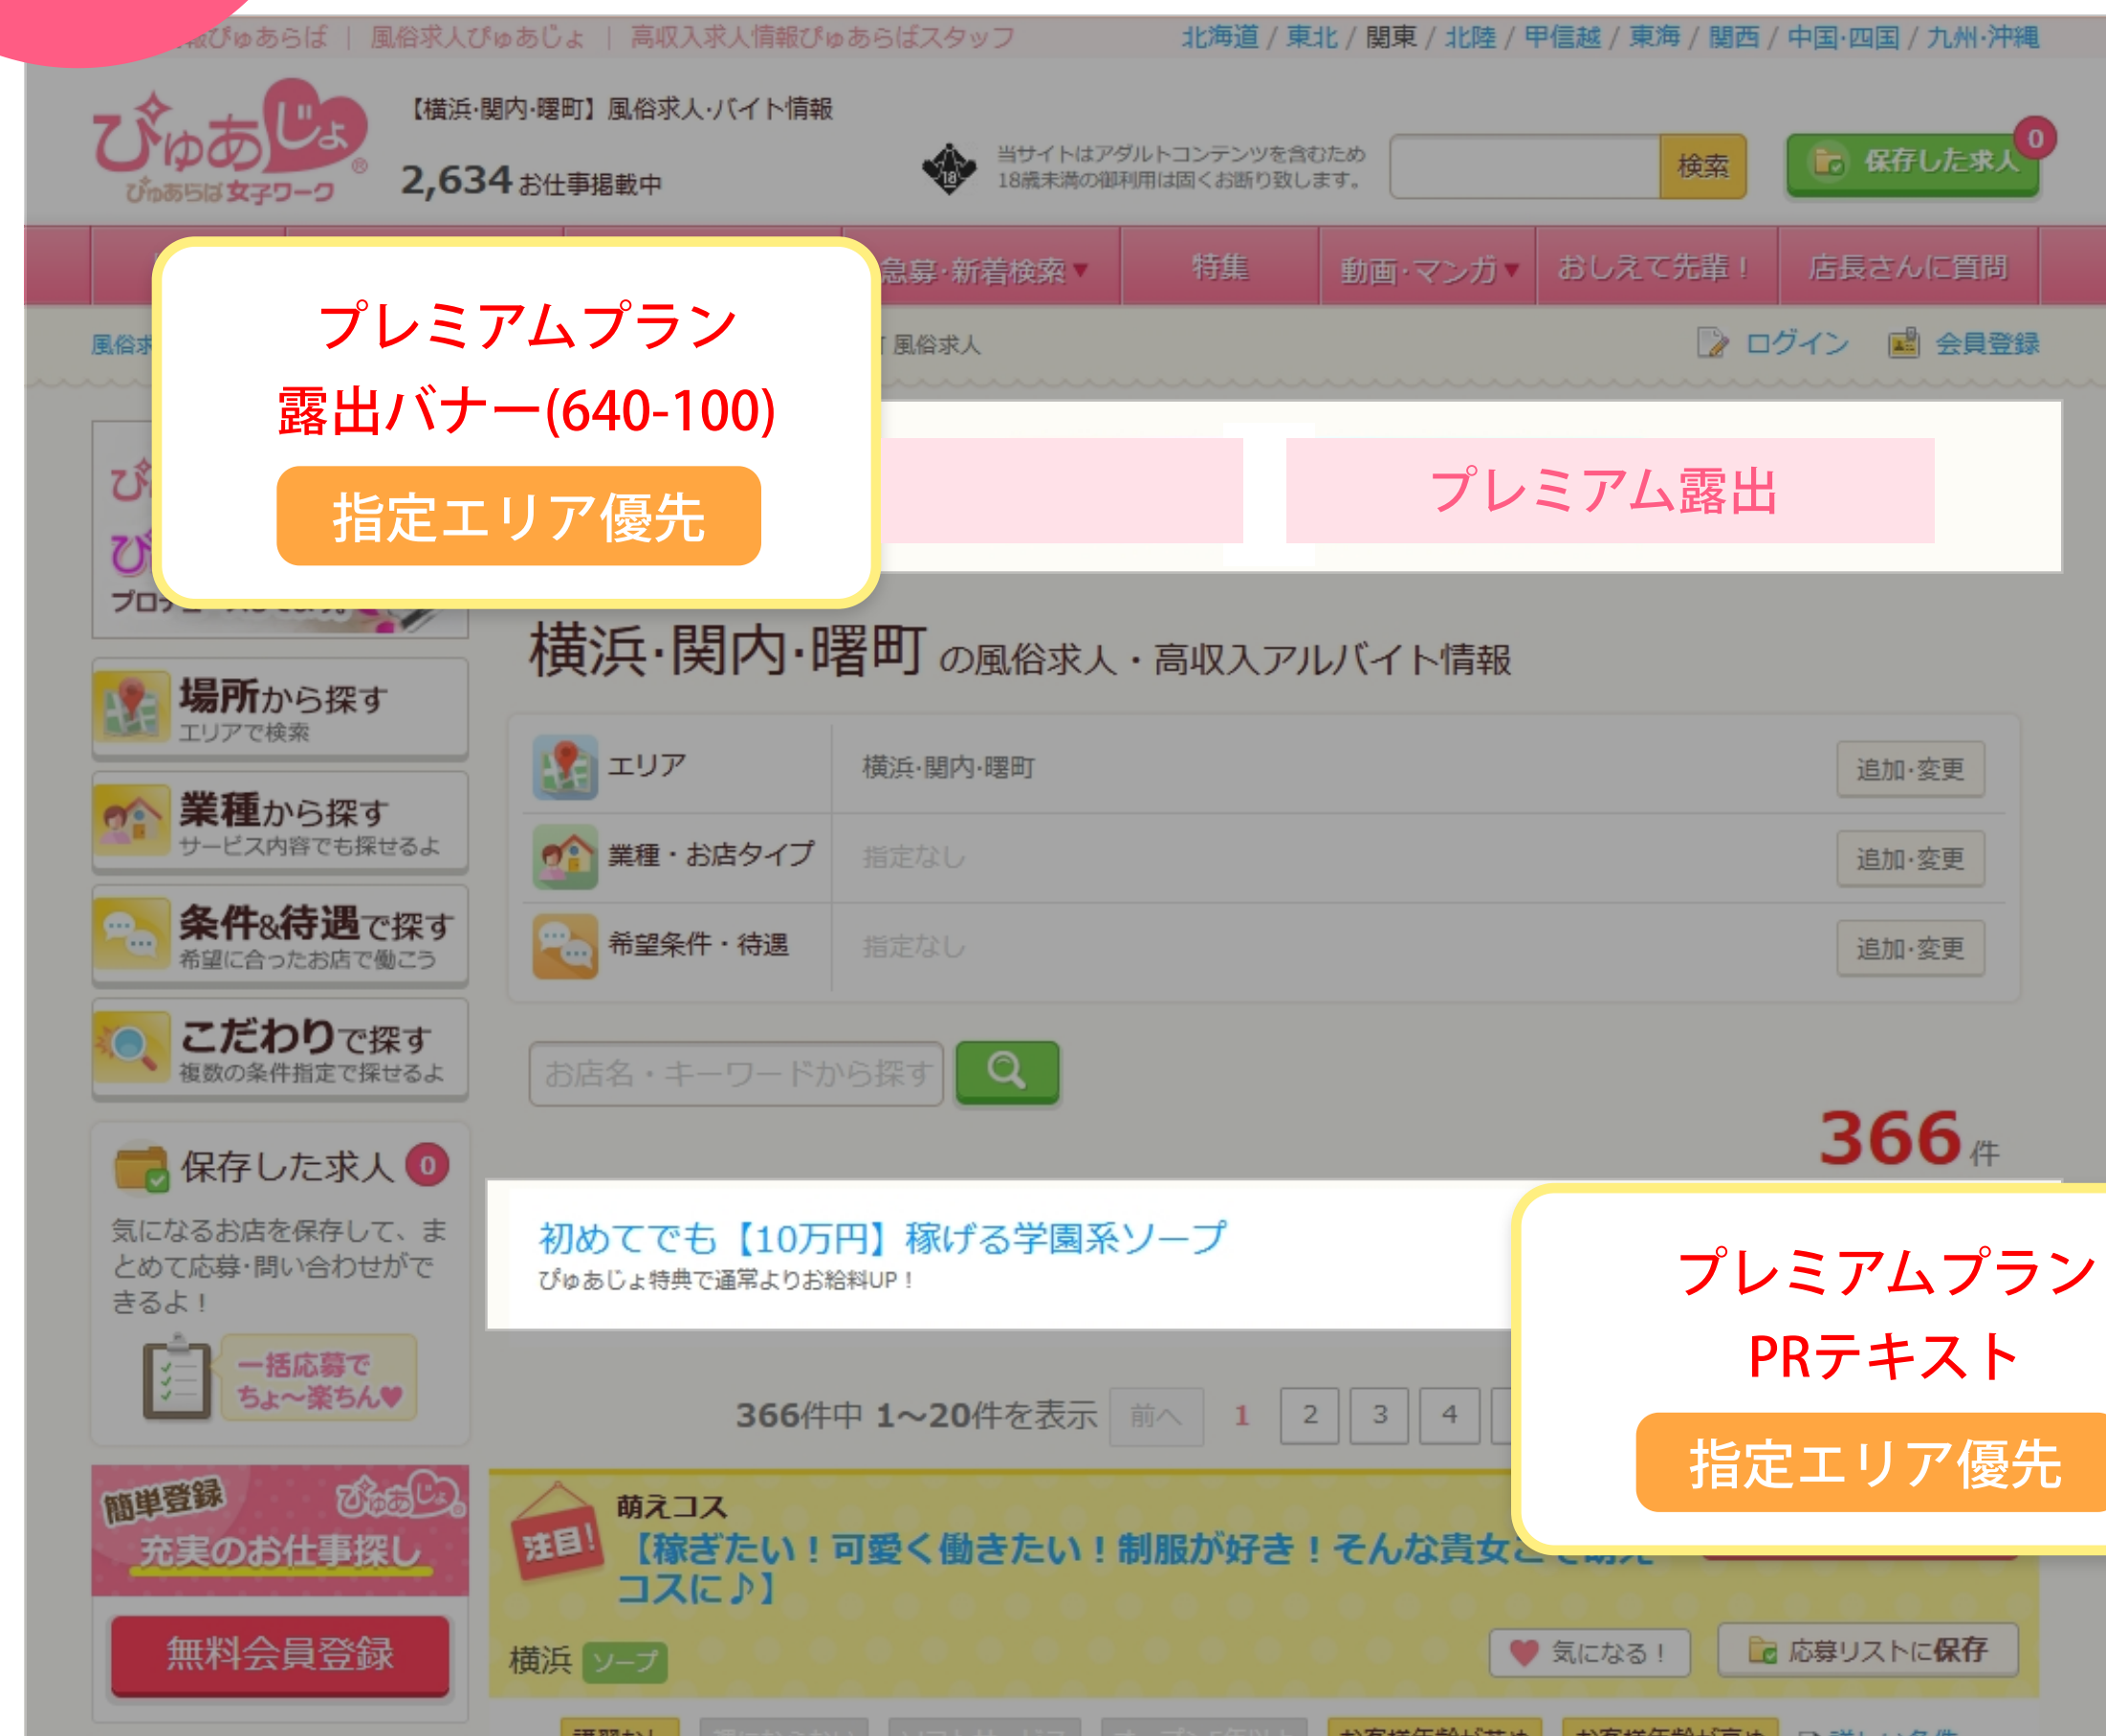 報ぴゅあらば ｜ 風俗求人ぴゅあじょ ｜ 高収入求人情報ぴゅあらばスタッフ
北海道 / 東北 / 関東 / 北陸 / 甲信越 / 東海 / 関西 / 中国·四国 / 九州·沖縄
ぴゅあじょ®
ぴゅあらば 女子ワーク
【横浜·関内·曙町】風俗求人·バイト情報
2,634 お仕事掲載中
18
当サイトはアダルトコンテンツを含むため
18歳未満の御利用は固くお断り致します。
検索
保存した求人
0
急募·新着検索▼
特集
動画·マンガ▼
おしえて先輩！
店長さんに質問
プレミアムプラン
露出バナー(640-100)
指定エリア優先
風俗求
風俗求人
ログイン
会員登録
プレミアム露出
横浜·関内·曙町 の風俗求人・高収入アルバイト情報
場所から探す
エリアで検索
業種から探す
サービス内容でも探せるよ
条件&待遇で探す
希望に合ったお店で働こう
こだわりで探す
複数の条件指定で探せるよ
エリア
横浜·関内·曙町
追加·変更
業種・お店タイプ
指定なし
追加·変更
希望条件・待遇
指定なし
追加·変更
お店名・キーワードから探す
366件
保存した求人 0
気になるお店を保存して、ま
とめて応募·問い合わせがで
きるよ！
一括応募で
ちょ〜楽ちん♥
初めてでも【10万円】稼げる学園系ソープ
ぴゅあじょ特典で通常よりお給料UP！
プレミアムプラン
PRテキスト
指定エリア優先
366件中 1〜20件を表示 前へ 1 2 3 4
簡単登録 ぴゅあじょ®
充実のお仕事探し
無料会員登録
注目!
萌えコス
【稼ぎたい！可愛く働きたい！制服が好き！そんな貴女こそ萌え
コスに♪】
横浜 ソープ
気になる！
応募リストに保存